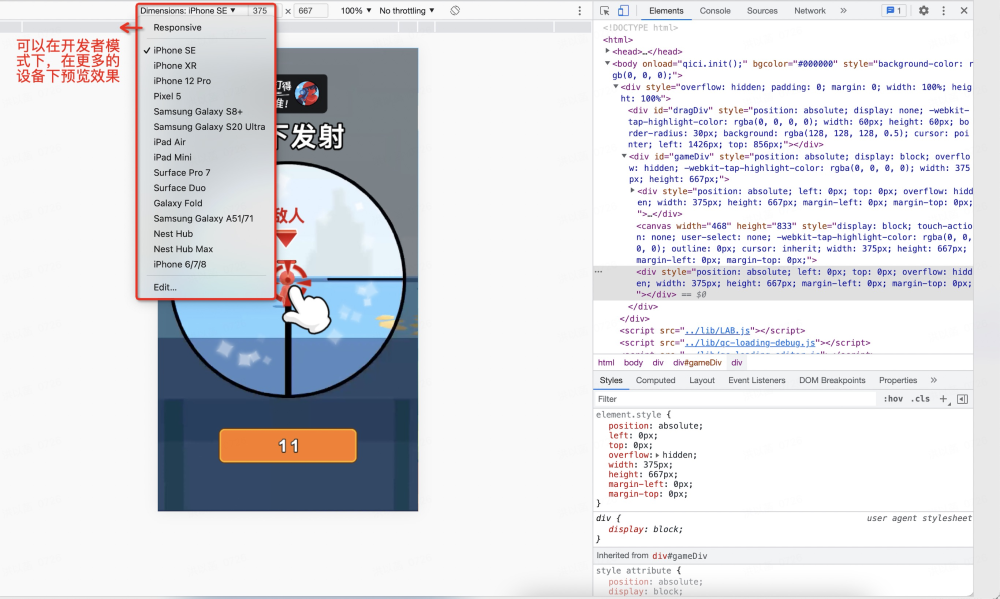 Dimensions: iPhone SE ▼ 375 × 667 100% ▼ No throttling ▼
Responsive
✓ iPhone SE
iPhone XR
iPhone 12 Pro
Pixel 5
Samsung Galaxy S8+
Samsung Galaxy S20 Ultra
iPad Air
iPad Mini
Surface Pro 7
Surface Duo
Galaxy Fold
Samsung Galaxy A51/71
Nest Hub
Nest Hub Max
iPhone 6/7/8
Edit...
可以在开发者模
式下，在更多的
设备下预览效果
下发射
敌人
11
Elements Console Sources Network » 1
<!DOCTYPE html>
<html>
<head>…</head>
<body onload="qici.init();" bgcolor="#000000" style="background-color: r
gb(0, 0, 0);">
<div style="overflow: hidden; padding: 0; margin: 0; width: 100%; heig
ht: 100%">
<div id="dragDiv" style="position: absolute; display: none; -webkit-
tap-highlight-color: rgba(0, 0, 0, 0); width: 60px; height: 60px; bo
rder-radius: 30px; background: rgba(128, 128, 128, 0.5); cursor: poi
nter; left: 1426px; top: 856px;"></div>
<div id="gameDiv" style="position: absolute; display: block; overflo
w: hidden; -webkit-tap-highlight-color: rgba(0, 0, 0, 0); width: 375
px; height: 667px;">
<div style="position: absolute; left: 0px; top: 0px; overflow: hidd
en; width: 375px; height: 667px; margin-left: 0px; margin-top: 0px;
">…</div>
<canvas width="468" height="833" style="display: block; touch-actio
n: none; user-select: none; -webkit-tap-highlight-color: rgba(0, 0,
0, 0); outline: 0px; cursor: inherit; width: 375px; height: 667px;
margin-left: 0px; margin-top: 0px;">
<div style="position: absolute; left: 0px; top: 0px; overflow: hidd
en; width: 375px; height: 667px; margin-left: 0px; margin-top: 0px;
"></div> == $0
</div>
</div>
<script src="../lib/LAB.js"></script>
<script src="../lib/qc-loading-debug.js"></script>
html body div div#gameDiv div
Styles Computed Layout Event Listeners DOM Breakpoints Properties »
Filter :hov .cls +
element.style {
position: absolute;
left: 0px;
top: 0px;
overflow: hidden;
width: 375px;
height: 667px;
margin-left: 0px;
margin-top: 0px;
}
div { user agent stylesheet
display: block;
}
Inherited from div#gameDiv
style attribute {
position: absolute;
display: block;